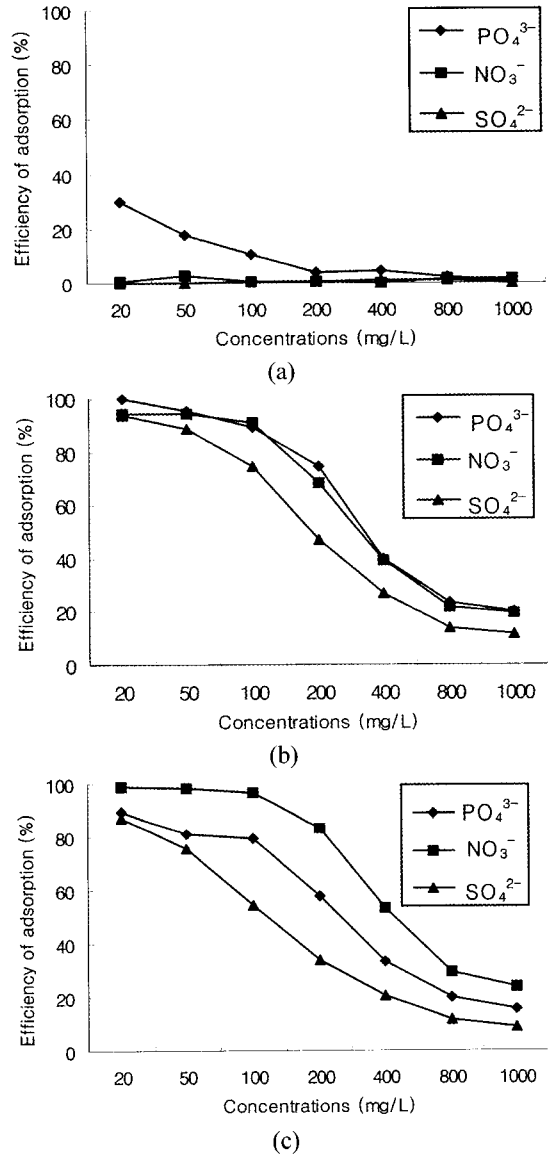 Efficiency of adsorption (%)
100
80
60
40
20
0
PO₄³⁻
NO₃⁻
SO₄²⁻
20 50 100 200 400 800 1000
Concentrations (mg/L)
(a)
Efficiency of adsorption (%)
100
80
60
40
20
0
PO₄³⁻
NO₃⁻
SO₄²⁻
20 50 100 200 400 800 1000
Concentrations (mg/L)
(b)
Efficiency of adsorption (%)
100
80
60
40
20
0
PO₄³⁻
NO₃⁻
SO₄²⁻
20 50 100 200 400 800 1000
Concentrations (mg/L)
(c)